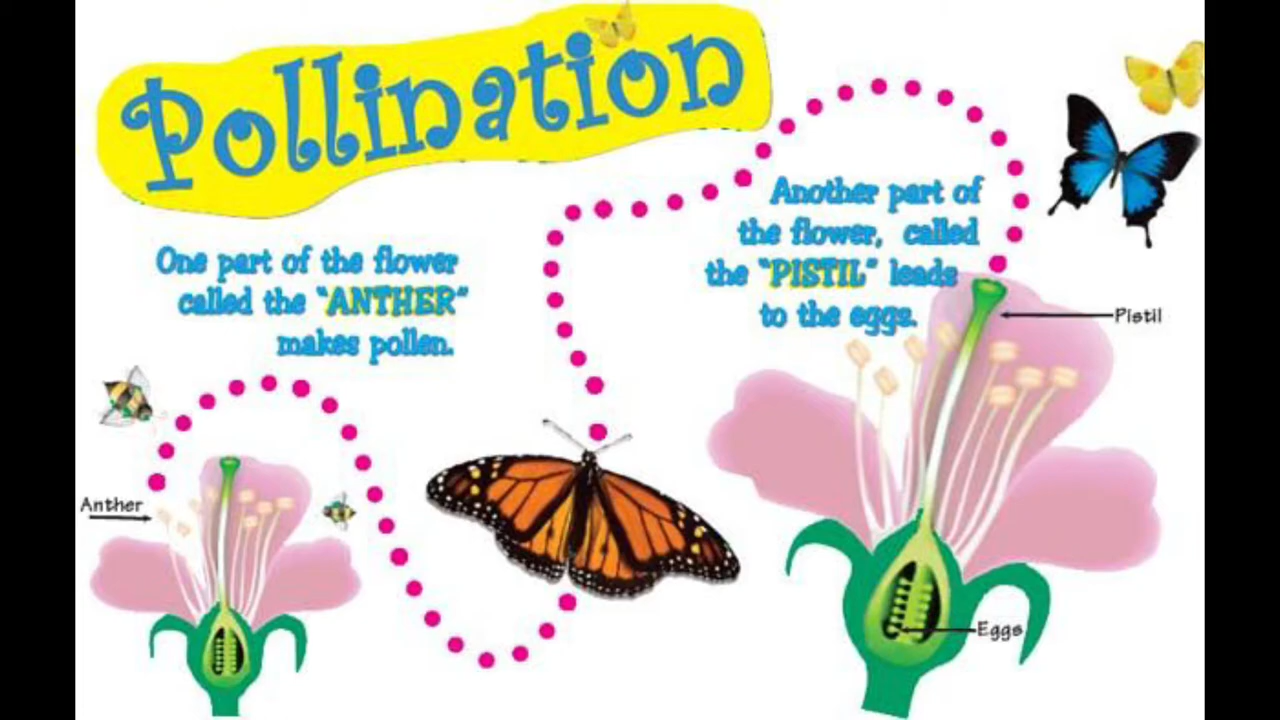 Pollination
One part of the flower
called the "ANTHER"
makes pollen.
Another part of
the flower, called
the "PISTIL" leads
to the eggs.
Pistil
Anther
Eggs